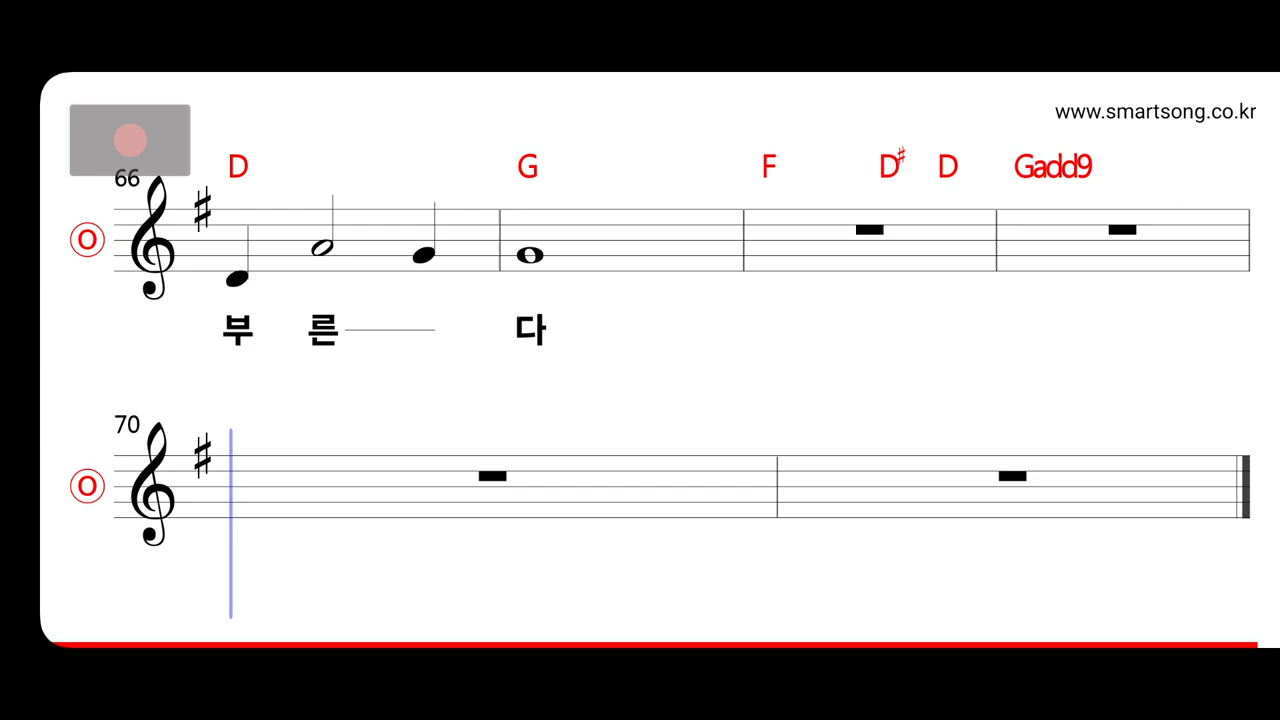 www.smartsong.co.kr
D G F D♯ D Gadd9
66
O
부 른 다
70
O